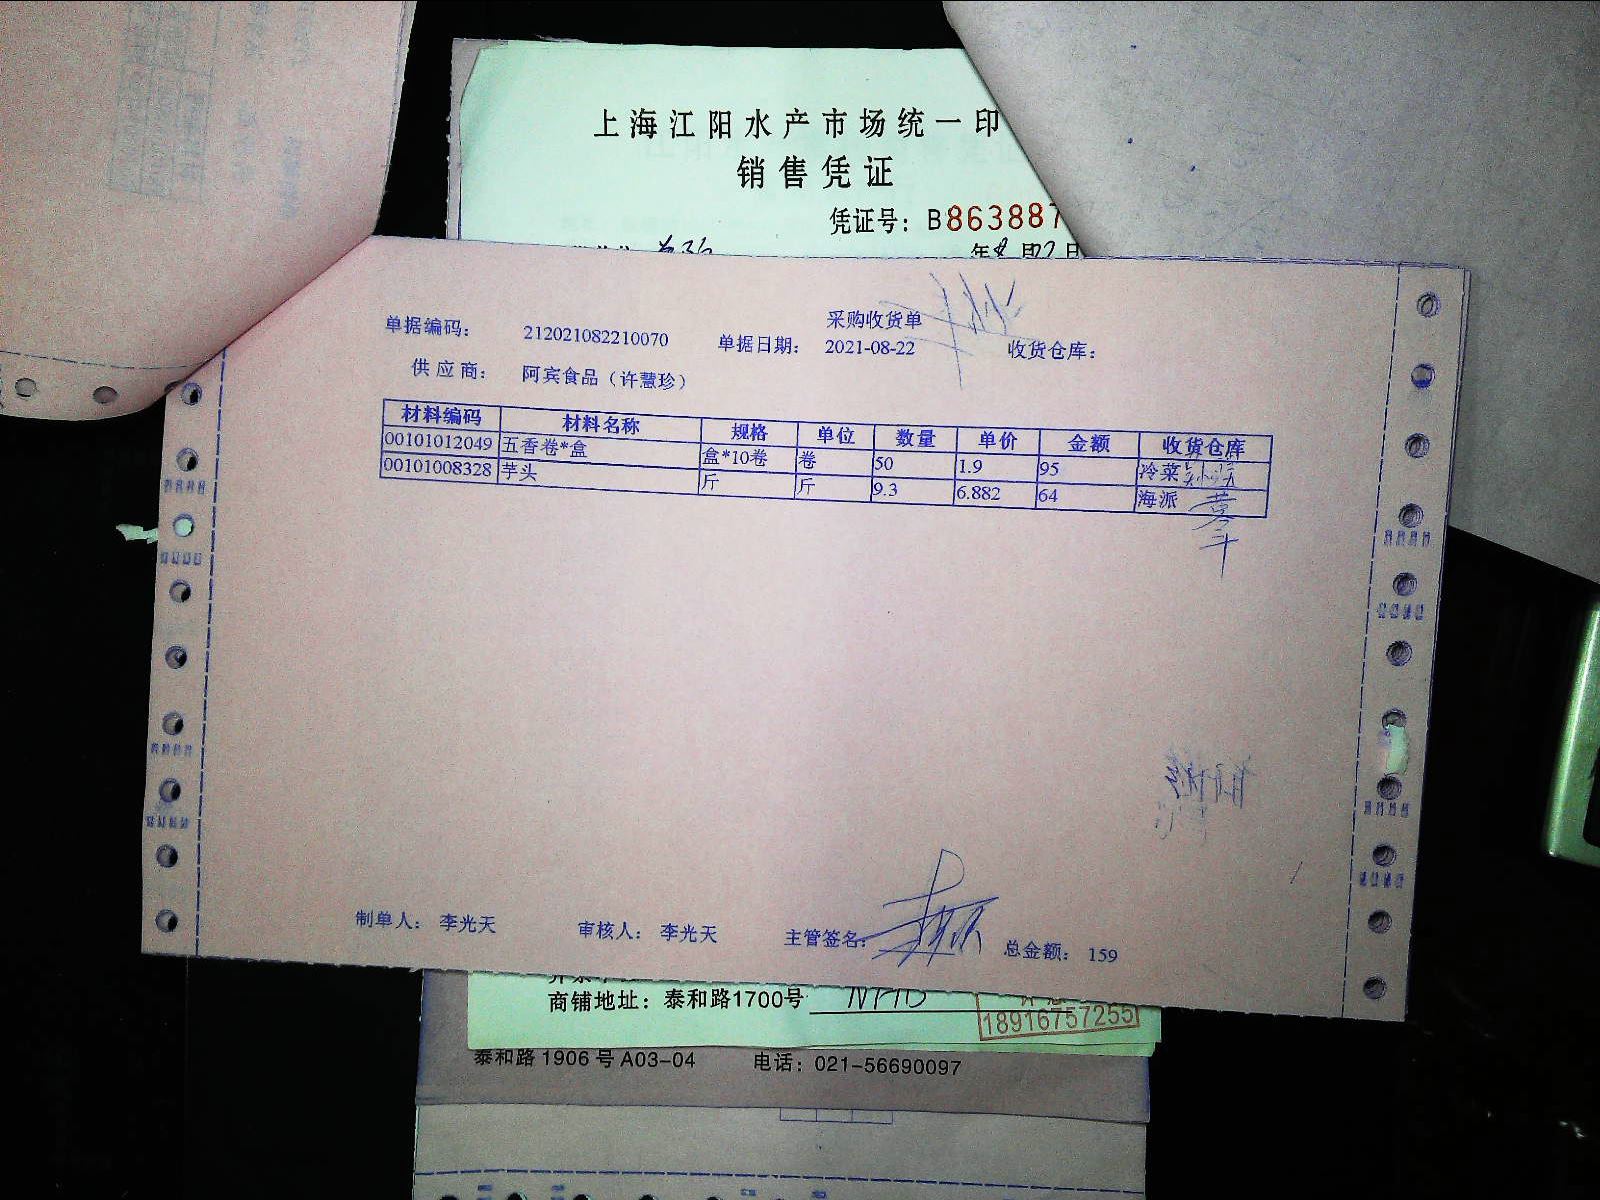 上海江阳水产市场统一印
销售凭证
凭证号：B863887
年8月22日
采购收货单
单据编码： 212021082210070 单据日期： 2021-08-22 收货仓库：
供应商： 阿宾食品（许慧珍）
材料编码 材料名称 规格 单位 数量 单价 金额 收货仓库
00101012049 五香卷*盒 盒*10卷 卷 50 1.9 95 冷菜
00101008328 芋头 斤 斤 9.3 6.882 64 海派
制单人： 李光天 审核人： 李光天 主管签名： 总金额： 159
商铺地址：泰和路1700号
18916757255
泰和路1906号A03-04 电话：021-56690097